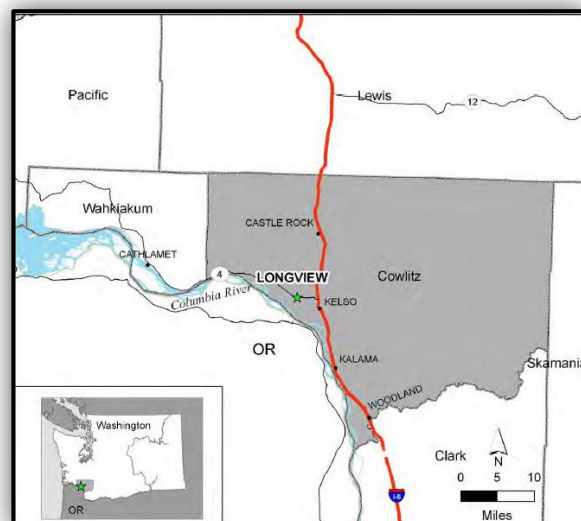 Pacific
Lewis
12
Wahkiakum
CASTLE ROCK
CATHLAMET
4
LONGVIEW
Cowlitz
Columbia River
KELSO
OR
KALAMA
Skamania
WOODLAND
Washington
OR
Clark
N
0 5 10
Miles
I-5